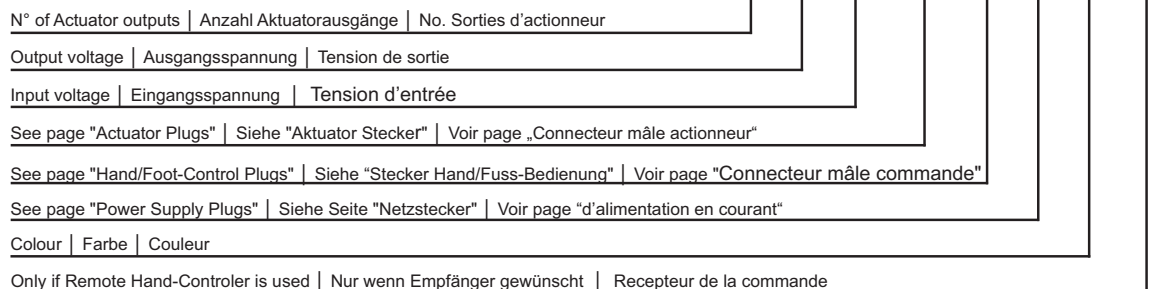 N° of Actuator outputs | Anzahl Aktuatorausgänge | No. Sorties d’actionneur
Output voltage | Ausgangsspannung | Tension de sortie
Input voltage | Eingangsspannung | Tension d’entrée
See page "Actuator Plugs" | Siehe "Aktuator Stecker" | Voir page „Connecteur mâle actionneur“
See page "Hand/Foot-Control Plugs" | Siehe “Stecker Hand/Fuss-Bedienung" | Voir page "Connecteur mâle commande"
See page "Power Supply Plugs" | Siehe Seite "Netzstecker" | Voir page “d’alimentation en courant“
Colour | Farbe | Couleur
Only if Remote Hand-Controler is used | Nur wenn Empfänger gewünscht | Recepteur de la commande